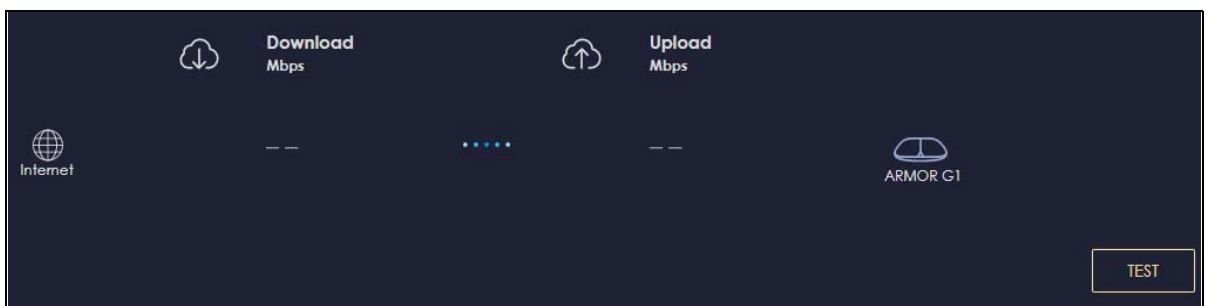 Download
Mbps
Upload
Mbps
Internet
— —
— —
ARMOR G1
TEST